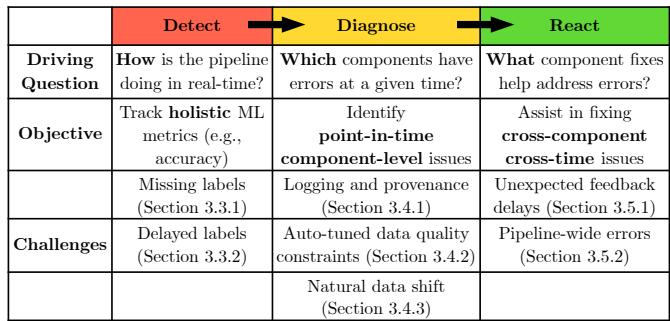 Detect Diagnose React
Driving Question
How is the pipeline doing in real-time?
Which components have errors at a given time?
What component fixes help address errors?
Objective
Track holistic ML metrics (e.g., accuracy)
Identify point-in-time component-level issues
Assist in fixing cross-component cross-time issues
Challenges
Missing labels (Section 3.3.1)
Logging and provenance (Section 3.4.1)
Unexpected feedback delays (Section 3.5.1)
Delayed labels (Section 3.3.2)
Auto-tuned data quality constraints (Section 3.4.2)
Pipeline-wide errors (Section 3.5.2)
Natural data shift (Section 3.4.3)